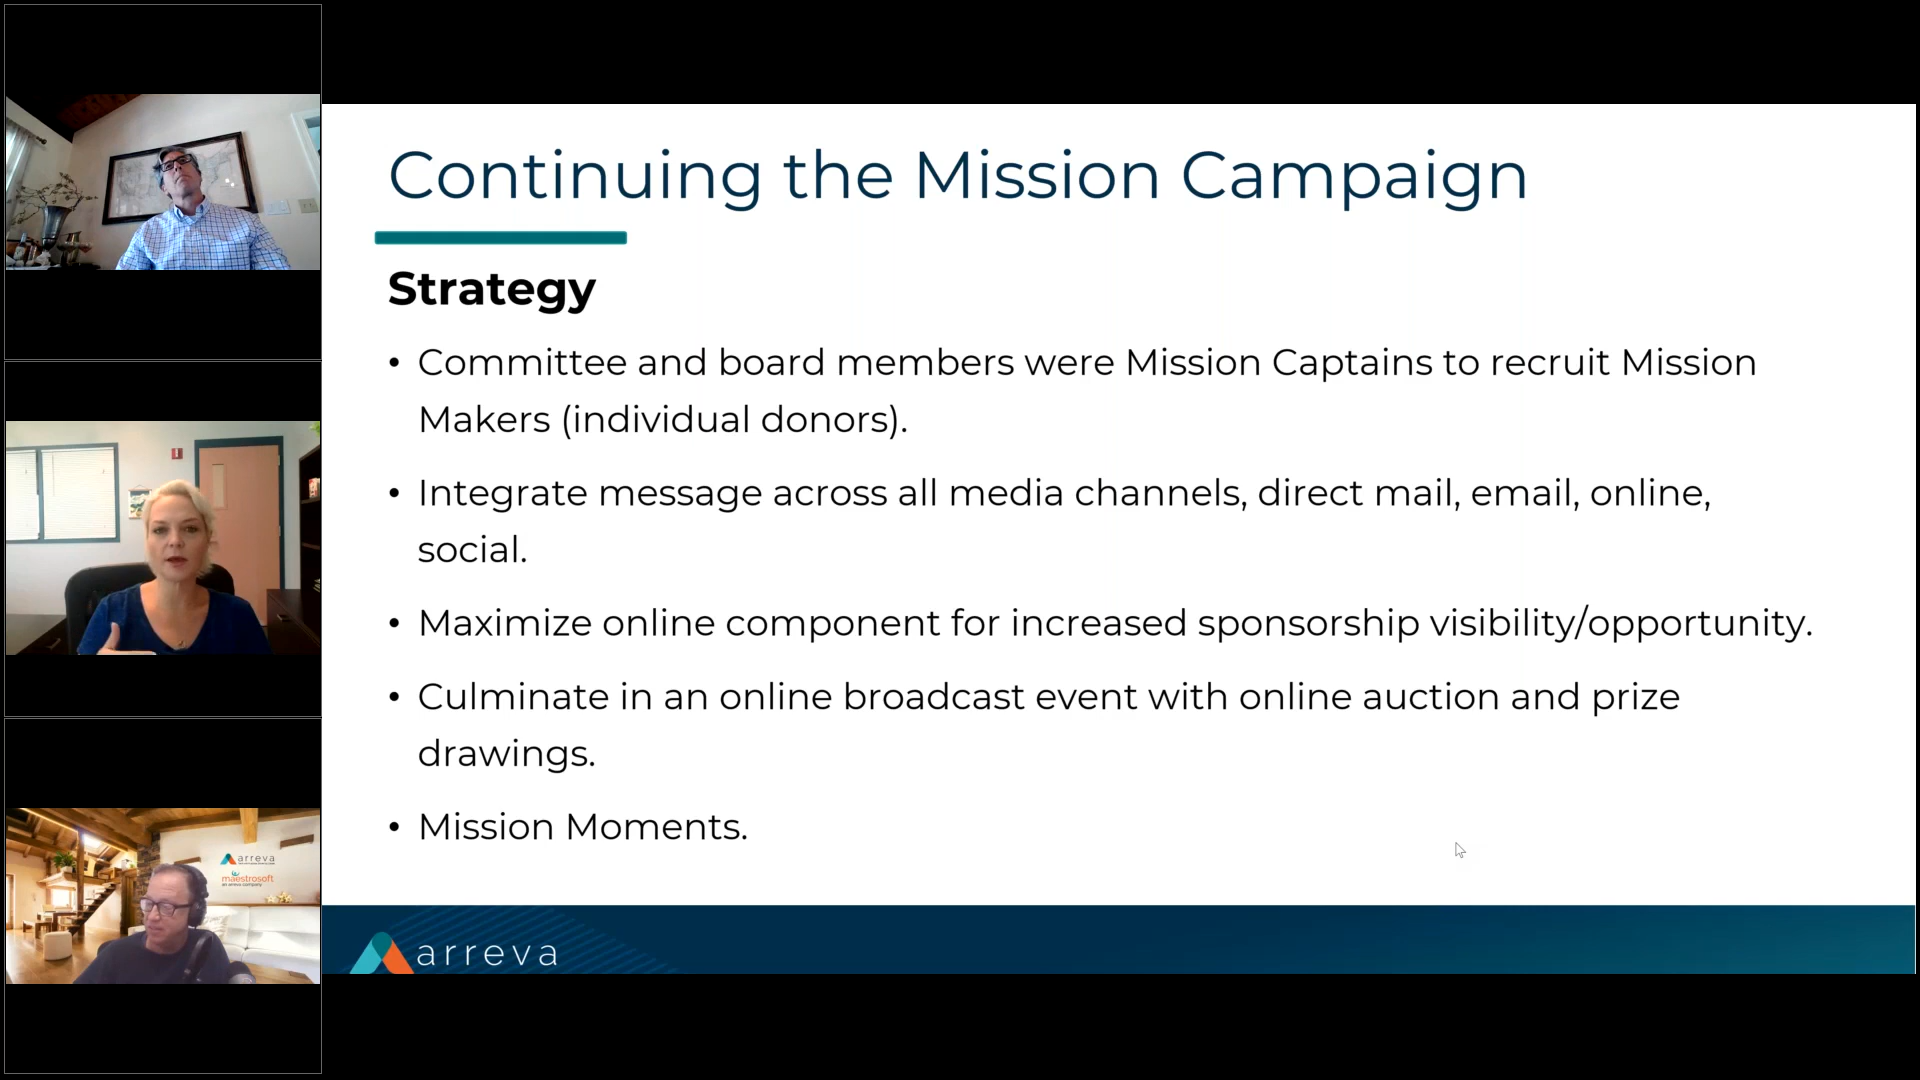 Continuing the Mission Campaign
Strategy
• Committee and board members were Mission Captains to recruit Mission
Makers (individual donors).
• Integrate message across all media channels, direct mail, email, online,
social.
• Maximize online component for increased sponsorship visibility/opportunity.
• Culminate in an online broadcast event with online auction and prize
drawings.
• Mission Moments.
arreva
arreva
maestrosoft
an arreva company